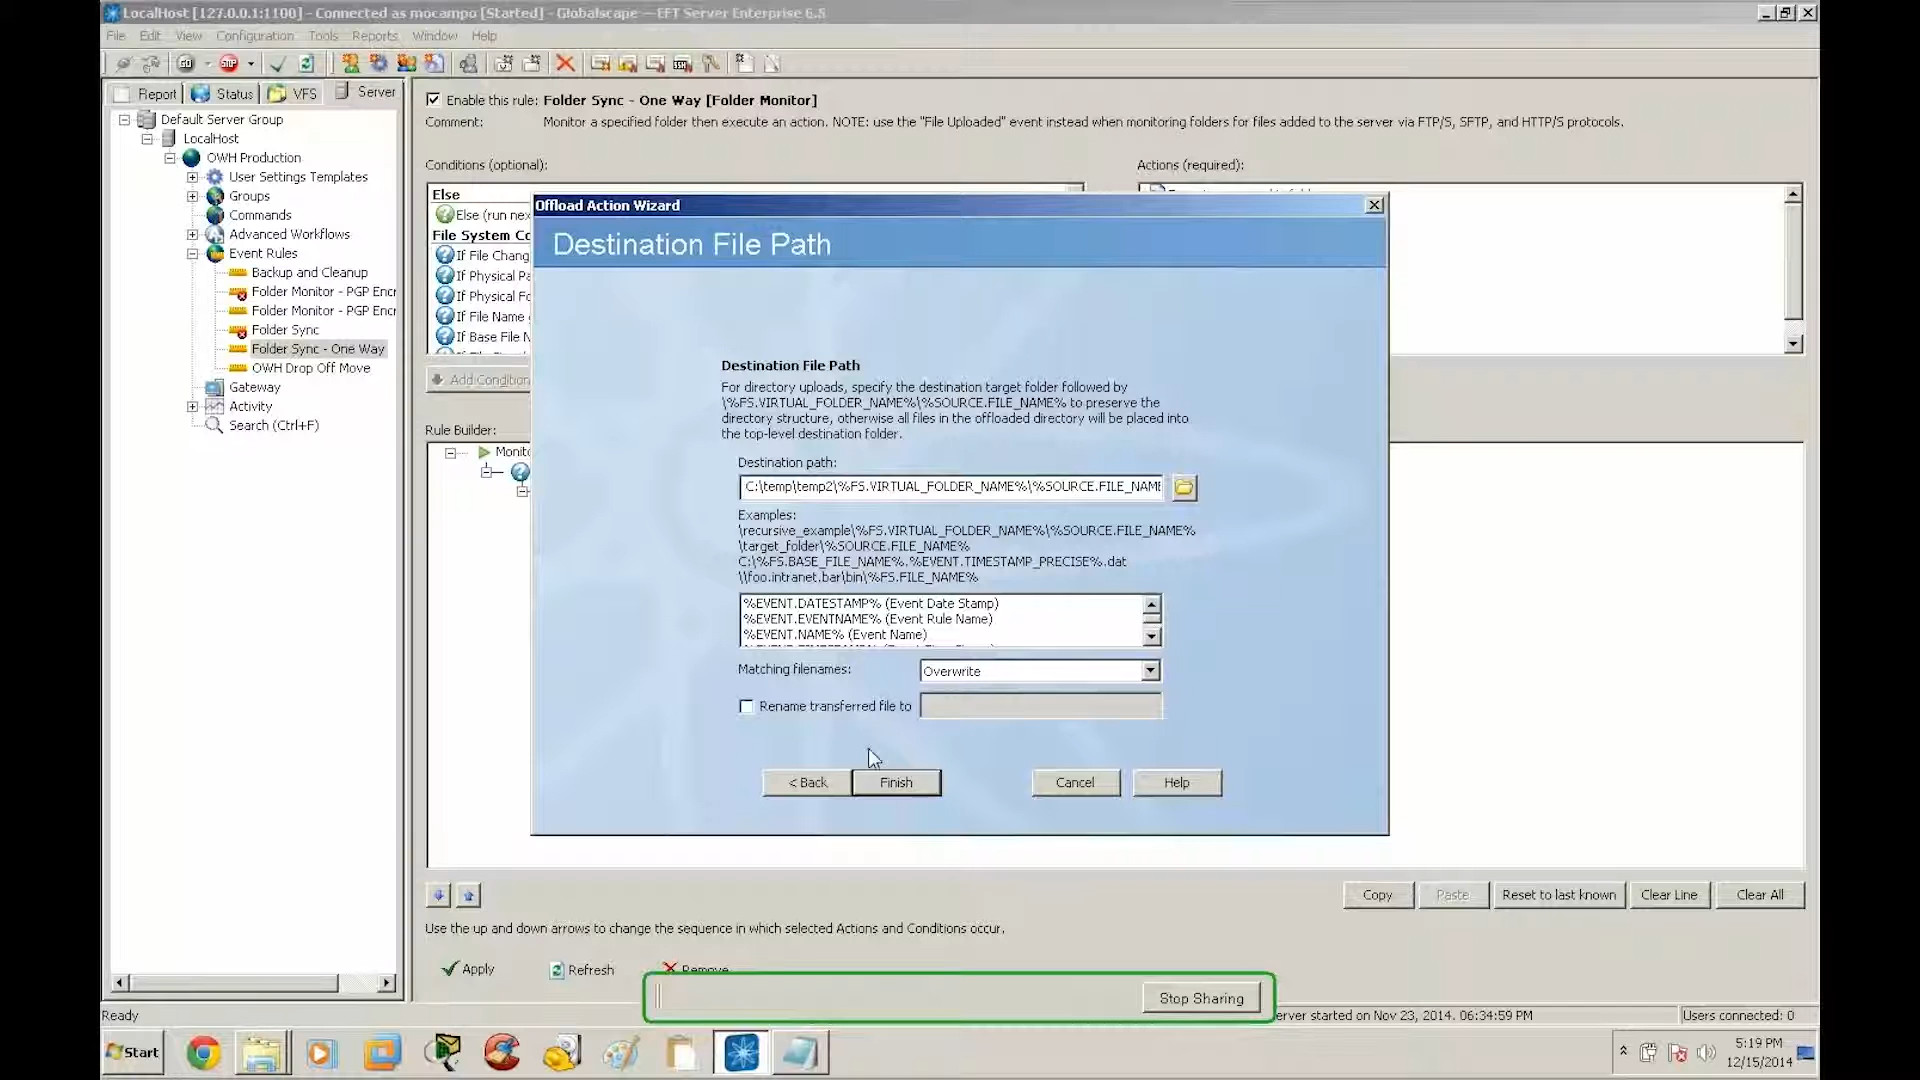 LocalHost [127.0.0.1:1100] - Connected as mocampo [Started] - Globalscape — EFT Server Enterprise 6.5
File Edit View Configuration Tools Reports Window Help
Report Status VFS Server
Default Server Group
LocalHost
OWH Production
User Settings Templates
Groups
Commands
Advanced Workflows
Event Rules
Backup and Cleanup
Folder Monitor - PGP Encr
Folder Monitor - PGP Encr
Folder Sync
Folder Sync - One Way
OWH Drop Off Move
Gateway
Activity
Search (Ctrl+F)
Enable this rule: Folder Sync - One Way [Folder Monitor]
Comment: Monitor a specified folder then execute an action. NOTE: use the "File Uploaded" event instead when monitoring folders for files added to the server via FTP/S, SFTP, and HTTP/S protocols.
Conditions (optional):
Actions (required):
Else
Else (run nex
File System Co
If File Chang
If Physical Pa
If Physical Fo
If File Name
If Base File N
Add Condition
Rule Builder:
Monito
Offload Action Wizard
Destination File Path
Destination File Path
For directory uploads, specify the destination target folder followed by
\%FS.VIRTUAL_FOLDER_NAME%\%SOURCE.FILE_NAME% to preserve the
directory structure, otherwise all files in the offloaded directory will be placed into
the top-level destination folder.
Destination path:
C:\temp\temp2\%FS.VIRTUAL_FOLDER_NAME%\%SOURCE.FILE_NAME
Examples:
\recursive_example\%FS.VIRTUAL_FOLDER_NAME%\%SOURCE.FILE_NAME%
\target_folder\%SOURCE.FILE_NAME%
C:\%FS.BASE_FILE_NAME%.%EVENT.TIMESTAMP_PRECISE%.dat
\\foo.intranet.bar\bin\%FS.FILE_NAME%
%EVENT.DATESTAMP% (Event Date Stamp)
%EVENT.EVENTNAME% (Event Rule Name)
%EVENT.NAME% (Event Name)
Matching filenames: Overwrite
Rename transferred file to
< Back Finish Cancel Help
Copy Paste Reset to last known Clear Line Clear All
Use the up and down arrows to change the sequence in which selected Actions and Conditions occur.
Apply Refresh Remove
Stop Sharing
Ready
erver started on Nov 23, 2014. 06:34:59 PM
Users connected: 0
Start
5:19 PM
12/15/2014